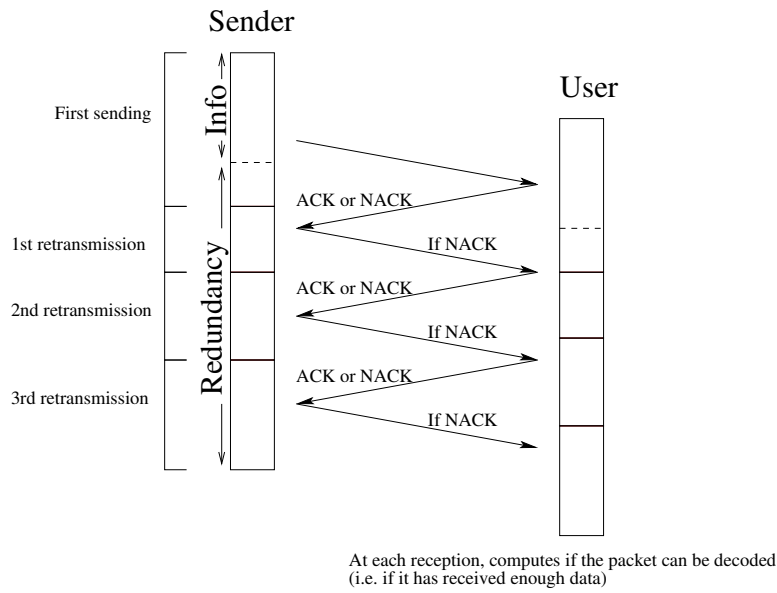 Sender
User
First sending
Info
ACK or NACK
1st retransmission
If NACK
Redundancy
ACK or NACK
2nd retransmission
If NACK
ACK or NACK
3rd retransmission
If NACK
At each reception, computes if the packet can be decoded
(i.e. if it has received enough data)